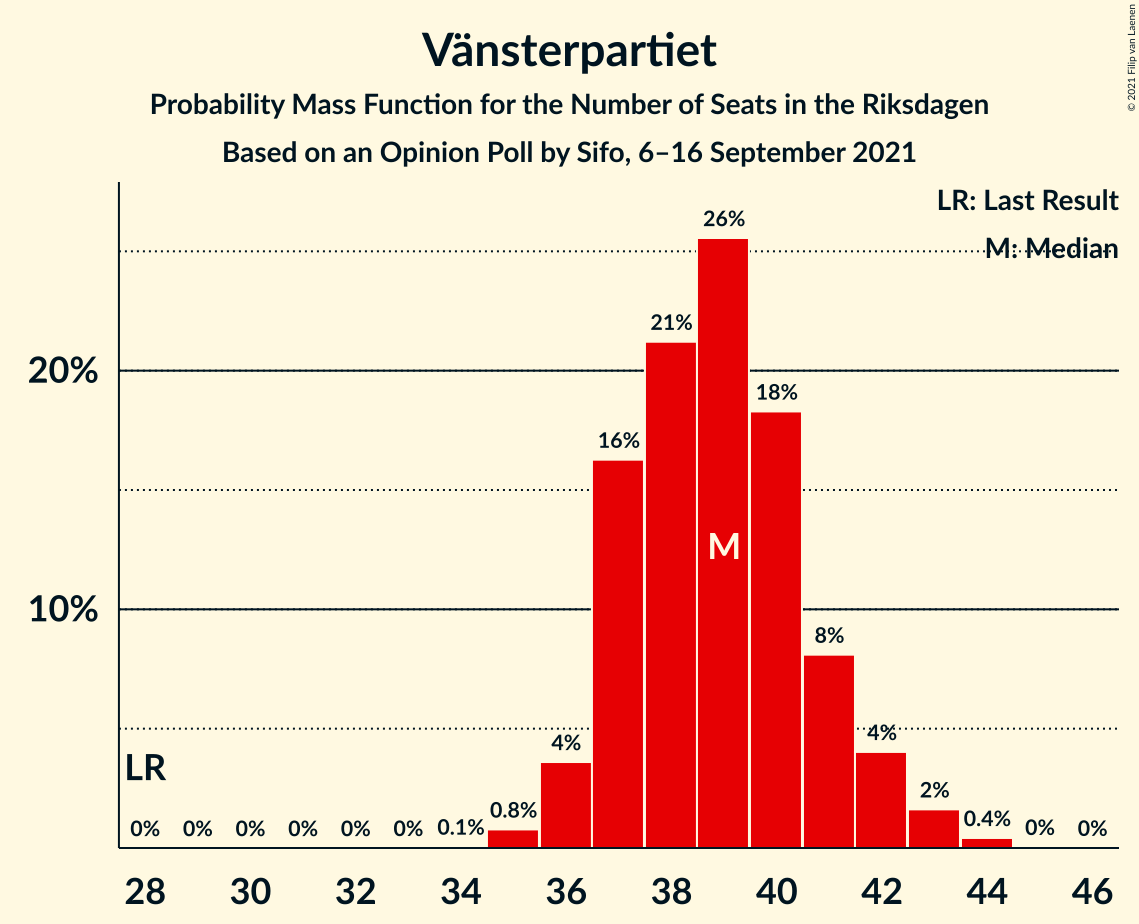 Vänsterpartiet
Probability Mass Function for the Number of Seats in the Riksdagen
Based on an Opinion Poll by Sifo, 6–16 September 2021
© 2021 Filip van Laenen
LR: Last Result
M: Median
26%
21%
20%
18%
16%
M
10%
8%
4%
4%
LR
2%
0% 0% 0% 0% 0% 0% 0.1% 0.8% 0.4% 0% 0%
28 30 32 34 36 38 40 42 44 46